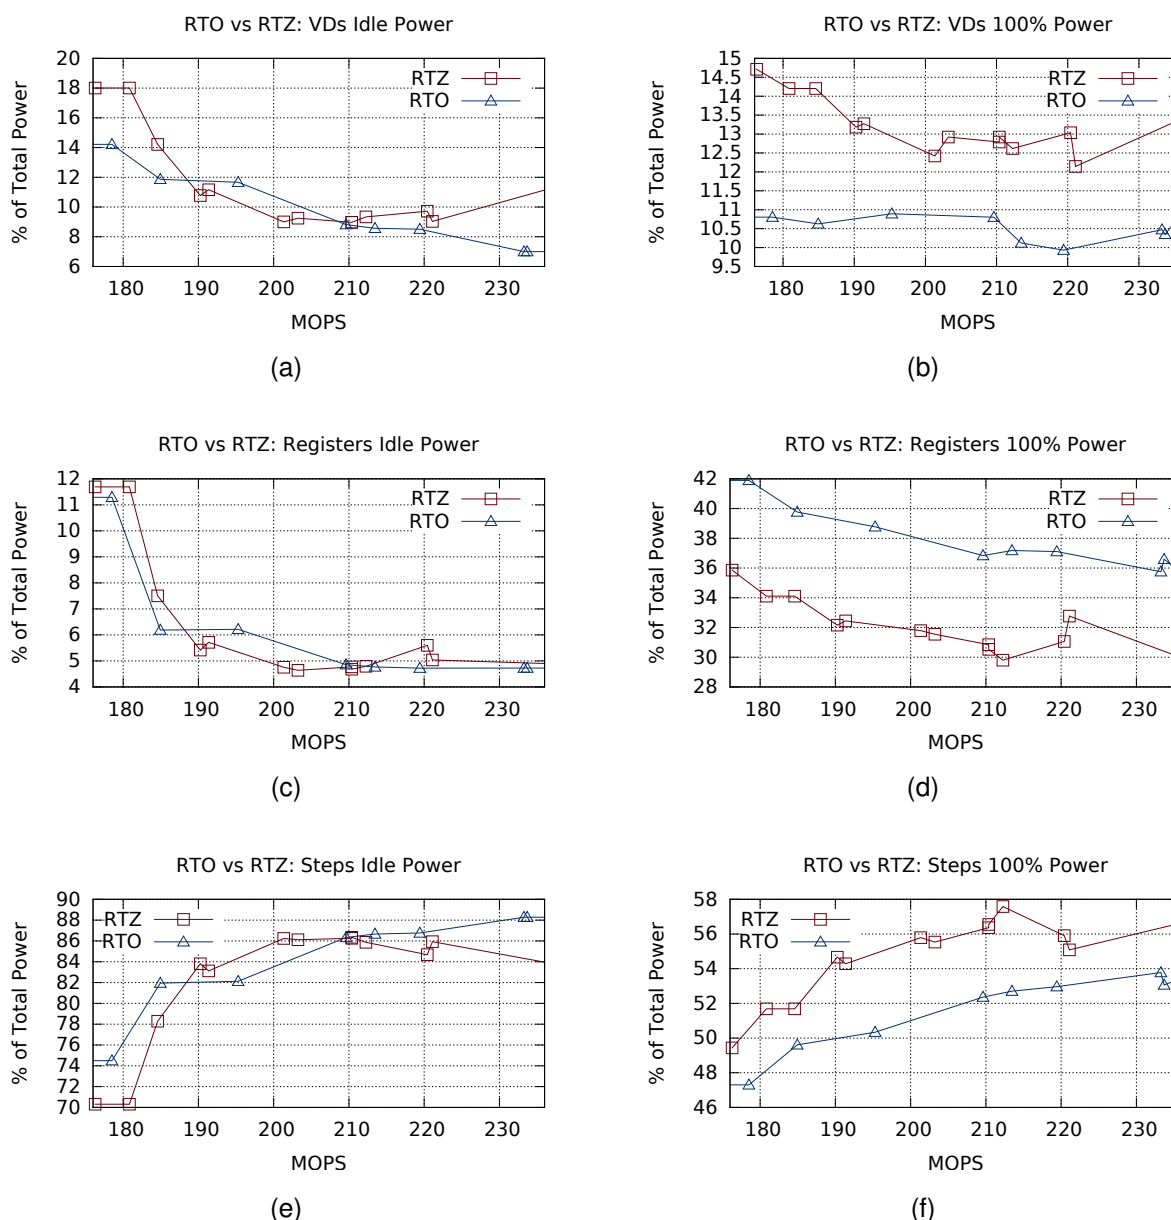 RTO vs RTZ: VDs Idle Power
% of Total Power
20
18
16
14
12
10
8
6
RTZ
RTO
180 190 200 210 220 230
MOPS
(a)
RTO vs RTZ: VDs 100% Power
% of Total Power
15
14.5
14
13.5
13
12.5
12
11.5
11
10.5
10
9.5
RTZ
RTO
180 190 200 210 220 230
MOPS
(b)
RTO vs RTZ: Registers Idle Power
% of Total Power
12
11
10
9
8
7
6
5
4
RTZ
RTO
180 190 200 210 220 230
MOPS
(c)
RTO vs RTZ: Registers 100% Power
% of Total Power
42
40
38
36
34
32
30
28
RTZ
RTO
180 190 200 210 220 230
MOPS
(d)
RTO vs RTZ: Steps Idle Power
% of Total Power
90
88
86
84
82
80
78
76
74
72
70
RTZ
RTO
180 190 200 210 220 230
MOPS
(e)
RTO vs RTZ: Steps 100% Power
% of Total Power
58
56
54
52
50
48
46
RTZ
RTO
180 190 200 210 220 230
MOPS
(f)